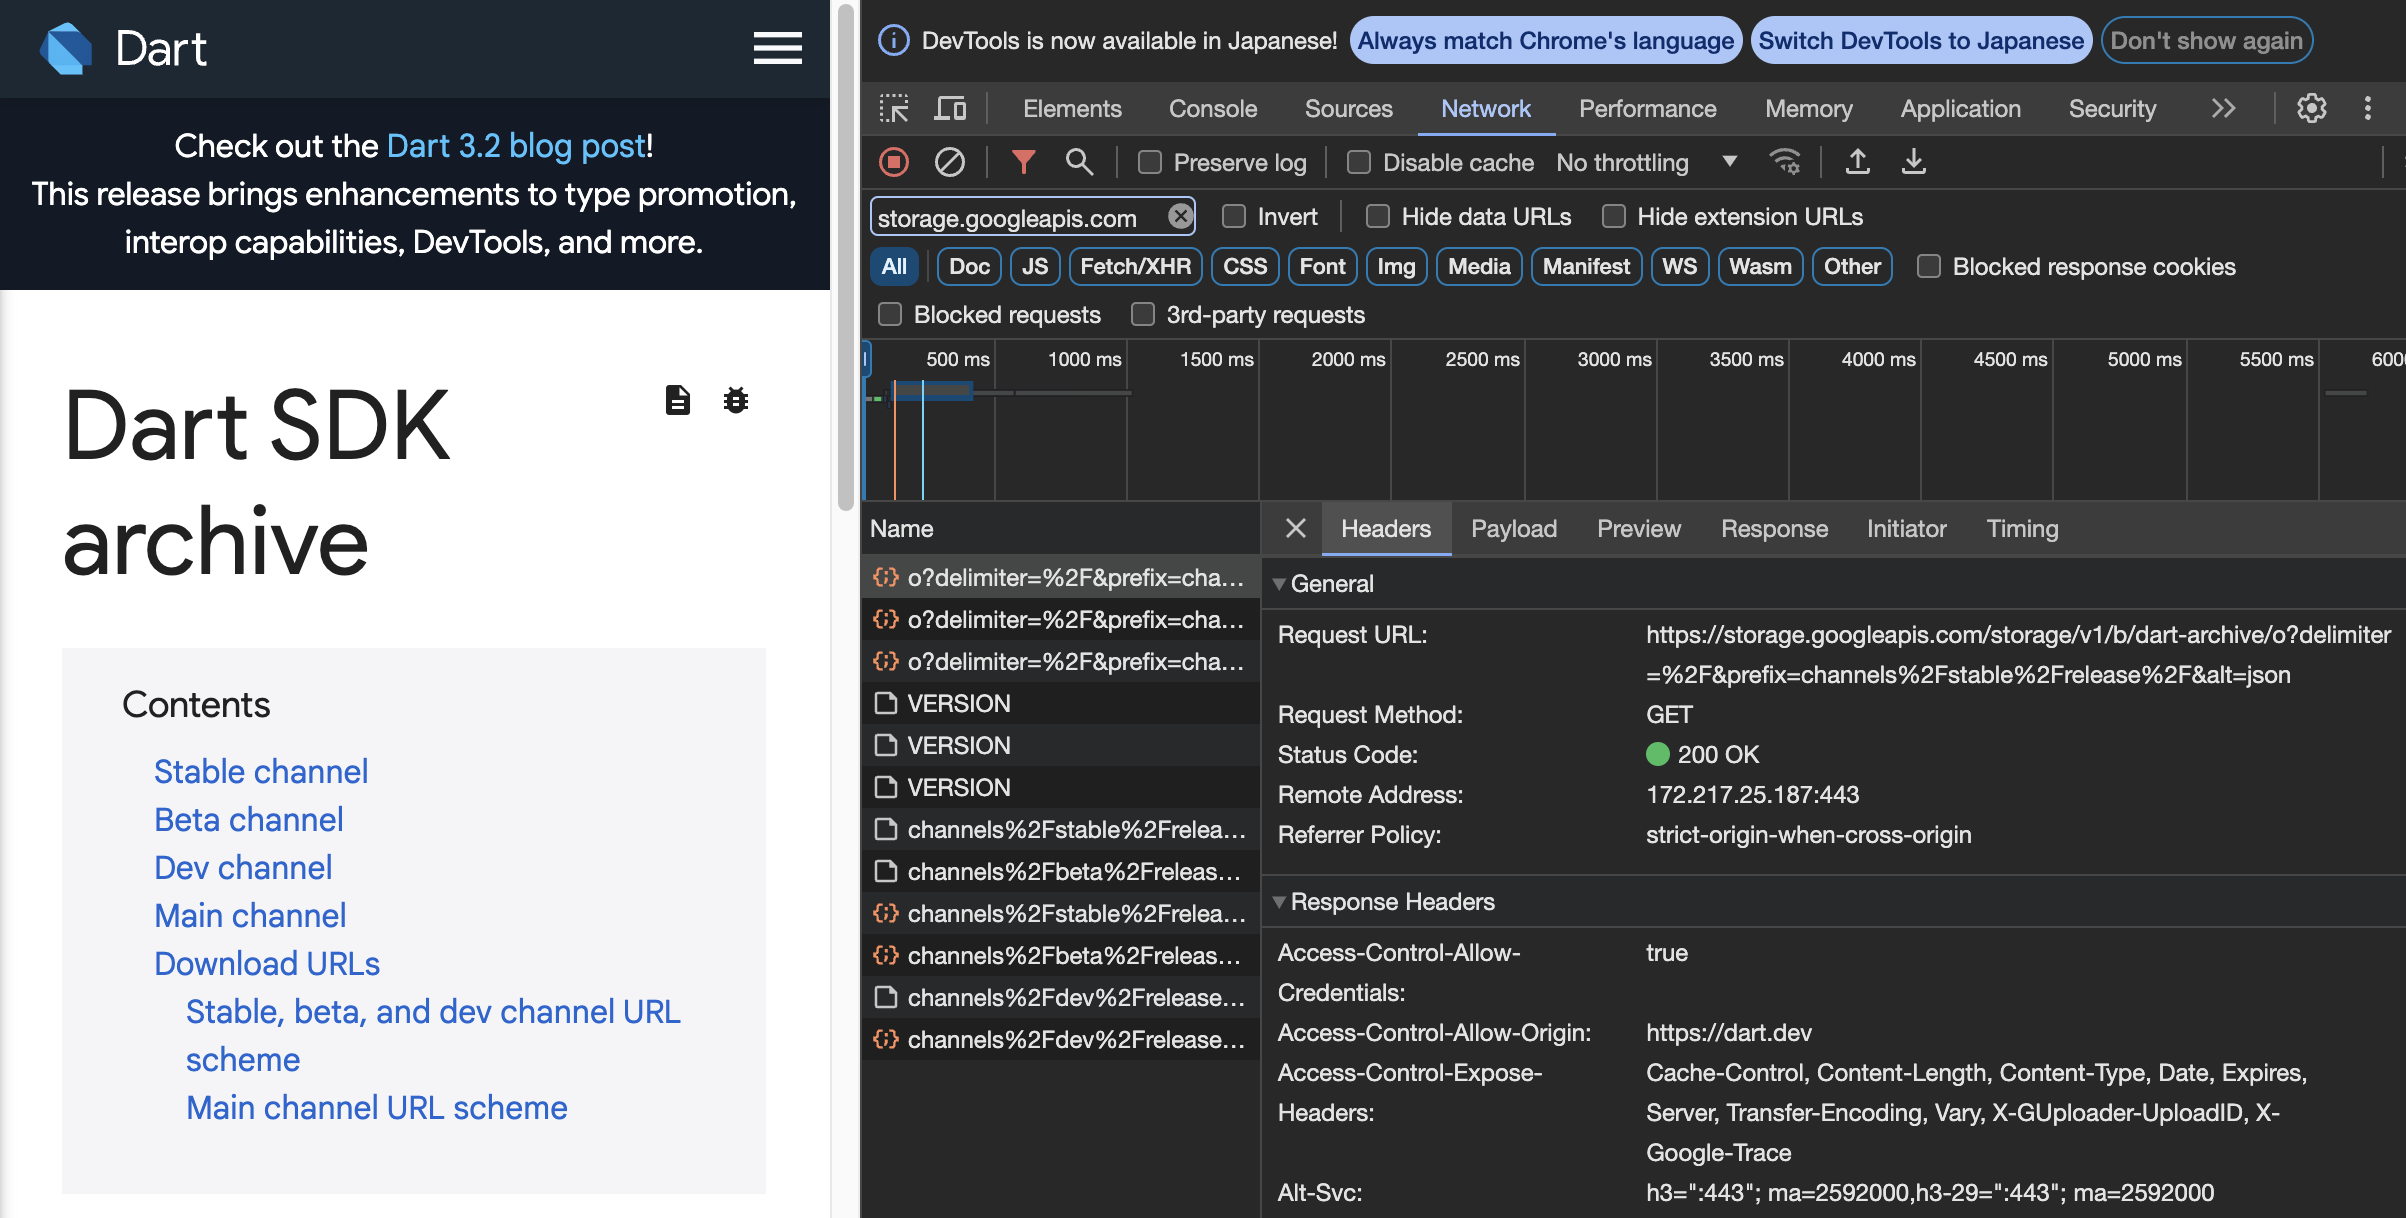 Dart
Check out the Dart 3.2 blog post!
This release brings enhancements to type promotion,
interop capabilities, DevTools, and more.
Dart SDK
archive
Contents
Stable channel
Beta channel
Dev channel
Main channel
Download URLs
Stable, beta, and dev channel URL
scheme
Main channel URL scheme
DevTools is now available in Japanese! Always match Chrome's language Switch DevTools to Japanese Don't show again
Elements Console Sources Network Performance Memory Application Security
Preserve log Disable cache No throttling
storage.googleapis.com Invert Hide data URLs Hide extension URLs
All Doc JS Fetch/XHR CSS Font Img Media Manifest WS Wasm Other Blocked response cookies
Blocked requests 3rd-party requests
500 ms 1000 ms 1500 ms 2000 ms 2500 ms 3000 ms 3500 ms 4000 ms 4500 ms 5000 ms 5500 ms
Name
o?delimiter=%2F&prefix=cha...
o?delimiter=%2F&prefix=cha...
o?delimiter=%2F&prefix=cha...
VERSION
VERSION
VERSION
channels%2Fstable%2Frelea...
channels%2Fbeta%2Freleas...
channels%2Fstable%2Frelea...
channels%2Fbeta%2Freleas...
channels%2Fdev%2Frelease...
channels%2Fdev%2Frelease...
Headers Payload Preview Response Initiator Timing
General
Request URL: https://storage.googleapis.com/storage/v1/b/dart-archive/o?delimiter
=%2F&prefix=channels%2Fstable%2Frelease%2F&alt=json
Request Method: GET
Status Code: 200 OK
Remote Address: 172.217.25.187:443
Referrer Policy: strict-origin-when-cross-origin
Response Headers
Access-Control-Allow- true
Credentials:
Access-Control-Allow-Origin: https://dart.dev
Access-Control-Expose- Cache-Control, Content-Length, Content-Type, Date, Expires,
Headers: Server, Transfer-Encoding, Vary, X-GUploader-UploadID, X-
Google-Trace
Alt-Svc: h3=":443"; ma=2592000,h3-29=":443"; ma=2592000